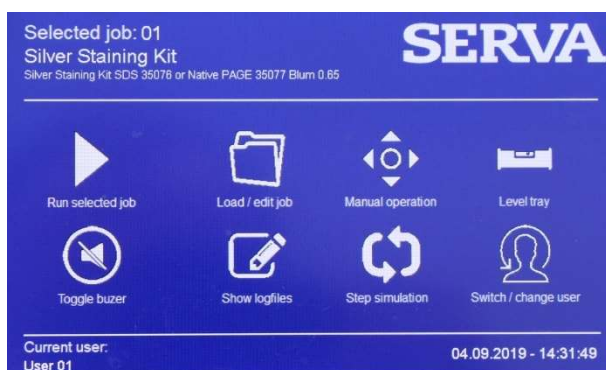 Selected job: 01
SERVA
Silver Staining Kit
Silver Staining Kit SDS 35076 or Native PAGE 35077 Blum 0.65
Run selected job
Load / edit job
Manual operation
Level tray
Toggle buzer
Show logfiles
Step simulation
Switch / change user
Current user:
User 01
04.09.2019 - 14:31:49